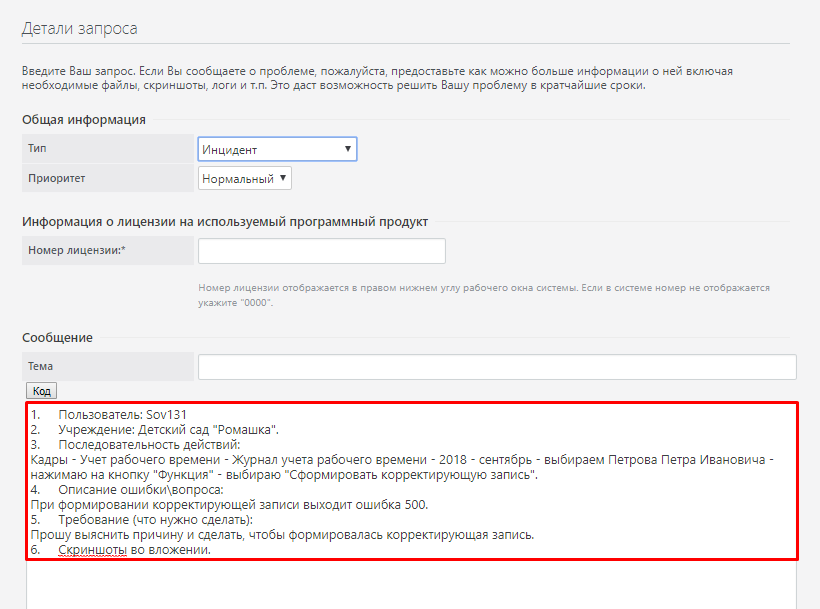 Детали запроса
Введите Ваш запрос. Если Вы сообщаете о проблеме, пожалуйста, предоставьте как можно больше информации о ней включая
необходимые файлы, скриншоты, логи и т.п. Это даст возможность решить Вашу проблему в кратчайшие сроки.
Общая информация
Тип
Инцидент
Приоритет
Нормальный
Информация о лицензии на используемый программный продукт
Номер лицензии:*
Номер лицензии отображается в правом нижнем углу рабочего окна системы. Если в системе номер не отображается
укажите "0000".
Сообщение
Тема
Код
1. Пользователь: Sov131
2. Учреждение: Детский сад "Ромашка".
3. Последовательность действий:
Кадры - Учет рабочего времени - Журнал учета рабочего времени - 2018 - сентябрь - выбираем Петрова Петра Ивановича -
нажимаю на кнопку "Функция" - выбираю "Сформировать корректирующую запись".
4. Описание ошибки\вопроса:
При формировании корректирующей записи выходит ошибка 500.
5. Требование (что нужно сделать):
Прошу выяснить причину и сделать, чтобы формировалась корректирующая запись.
6. Скриншоты во вложении.